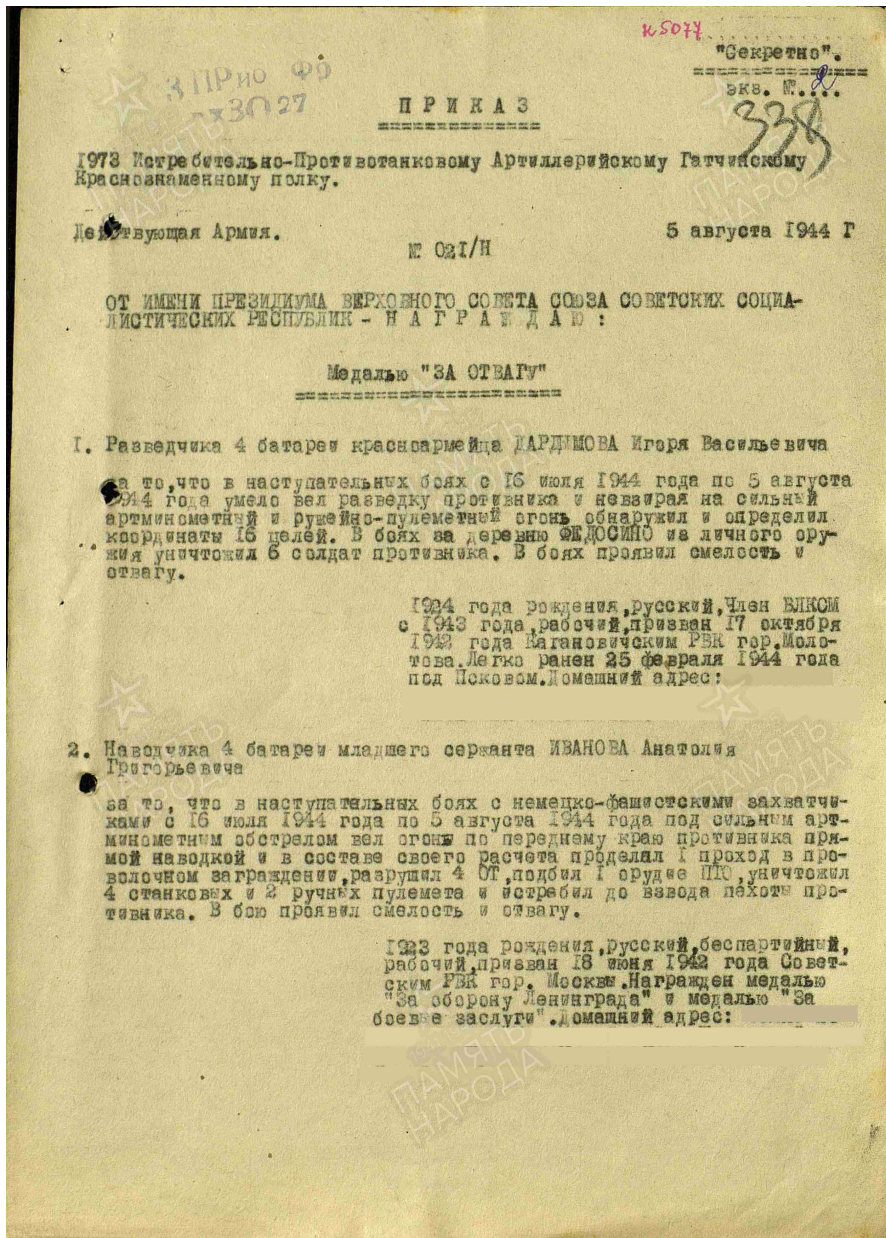 к 5077
"Секретно".
экз. №.2...
338
ПРИКАЗ
1973 Истребительно-Противотанковому Артиллерийскому Гатчинскому
Краснознаменному полку.
Действующая Армия. 5 августа 1944 Г
№ 021/Н
ОТ ИМЕНИ ПРЕЗИДИУМА ВЕРХОВНОГО СОВЕТА СОЮЗА СОВЕТСКИХ СОЦИА-
ЛИСТИЧЕСКИХ РЕСПУБЛИК - Н А Г Р А Ж Д А Ю :
Медалью "ЗА ОТВАГУ"
1. Разведчика 4 батареи красноармейца ДАРДЫМОВА Игоря Васильевича
за то,что в наступательных боях с 16 июля 1944 года по 5 августа
1944 года умело вел разведку противника и невзирая на сильный
артминометный и ружейно-пулеметный огонь обнаружил и определил
координаты 16 целей. В боях за деревню ФЕДОСИНО из личного ору-
жия уничтожил 6 солдат противника. В боях проявил смелость и
отвагу.
1924 года рождения,русский,Член ВЛКСМ
с 1943 года,рабочий,призван 17 октября
1942 года Кагановичским РВК гор.Моло-
това.Легко ранен 25 февраля 1944 года
под Псковом.Домашний адрес:
2. Наводчика 4 батареи младшего сержанта ИВАНОВА Анатолия
Григорьевича
за то, что в наступательных боях с немецко-фашистскими захватчи-
ками с 16 июля 1944 года по 5 августа 1944 года под сильным арт-
минометным обстрелом вел огонь по переднему краю противника пря-
мой наводкой и в составе своего расчета проделал 1 проход в про-
волочном заграждении,разрушил 4 ОТ,подбил 1 орудие ПТО,уничтожил
4 станковых и 2 ручных пулемета и истребил до взвода пехоты про-
тивника. В бою проявил смелость и отвагу.
1923 года рождения,русский,беспартийный,
рабочий,призван 18 июня 1942 года Совет-
ским РВК гор. Москвы.Награжден медалью
"За оборону Ленинграда" и медалью "За
боевые заслуги".Домашний адрес:
ПАМЯТЬ
НАРОДА